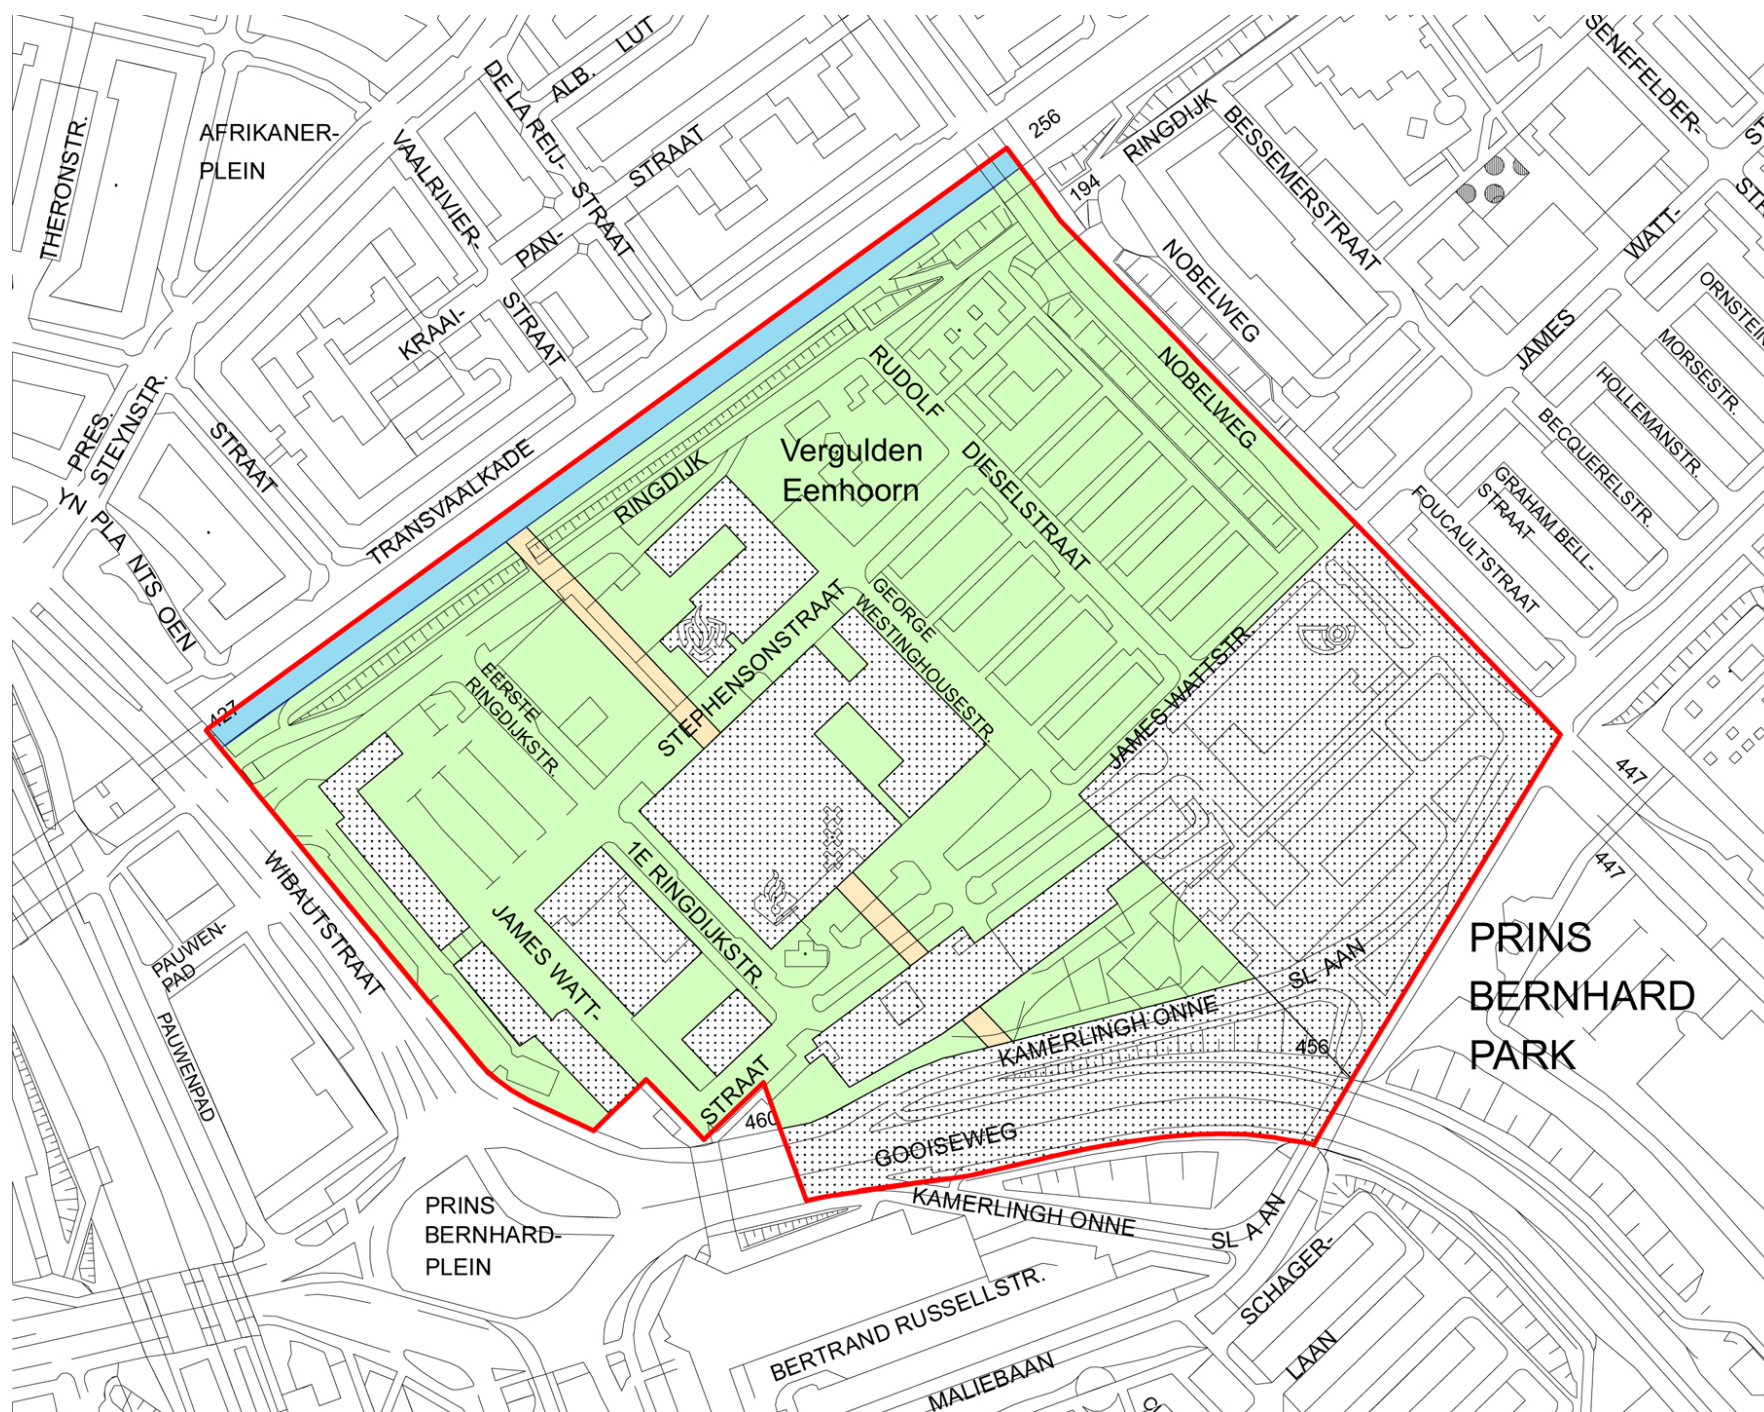 THERONSTR.
AFRIKANER-
PLEIN
DE LA REIJ-
STRAAT
ALB.
LUT
VAALRIVIER-
STRAAT
PAN-
STRAAT
KRAAI-
256
194
RINGDIJK
BESSEMERSTRAAT
SENEFELDER-
NOBELWEG
NOBELWEG
WATT-
JAMES
ORNSTEIN
MORSESTR.
HOLLEMANSTR.
BECQUERELSTR.
GRAHAM BELL-
STRAAT
FOUCAULTSTRAAT
PRES.
STEYNSTR.
STRAAT
YN PLA NTS OEN
TRANSVAALKADE
RINGDIJK
RUDOLF
DIESELSTRAAT
Vergulden
Eenhoorn
GEORGE
WESTINGHOUSESTR.
STEPHENSONSTRAAT
JAMES WATTSTR
EERSTE
RINGDIJKSTR.
427
1E RINGDIJKSTR.
JAMES WATT-
STRAAT
WIBAUTSTRAAT
PAUWEN-
PAD
PAUWENPAD
447
447
PRINS
BERNHARD
PARK
KAMERLINGH ONNE
SL AAN
456
460
GOOISEWEG
KAMERLINGH ONNE
SL A AN
PRINS
BERNHARD-
PLEIN
SCHAGER-
LAAN
BERTRAND RUSSELLSTR.
MALIEBAAN